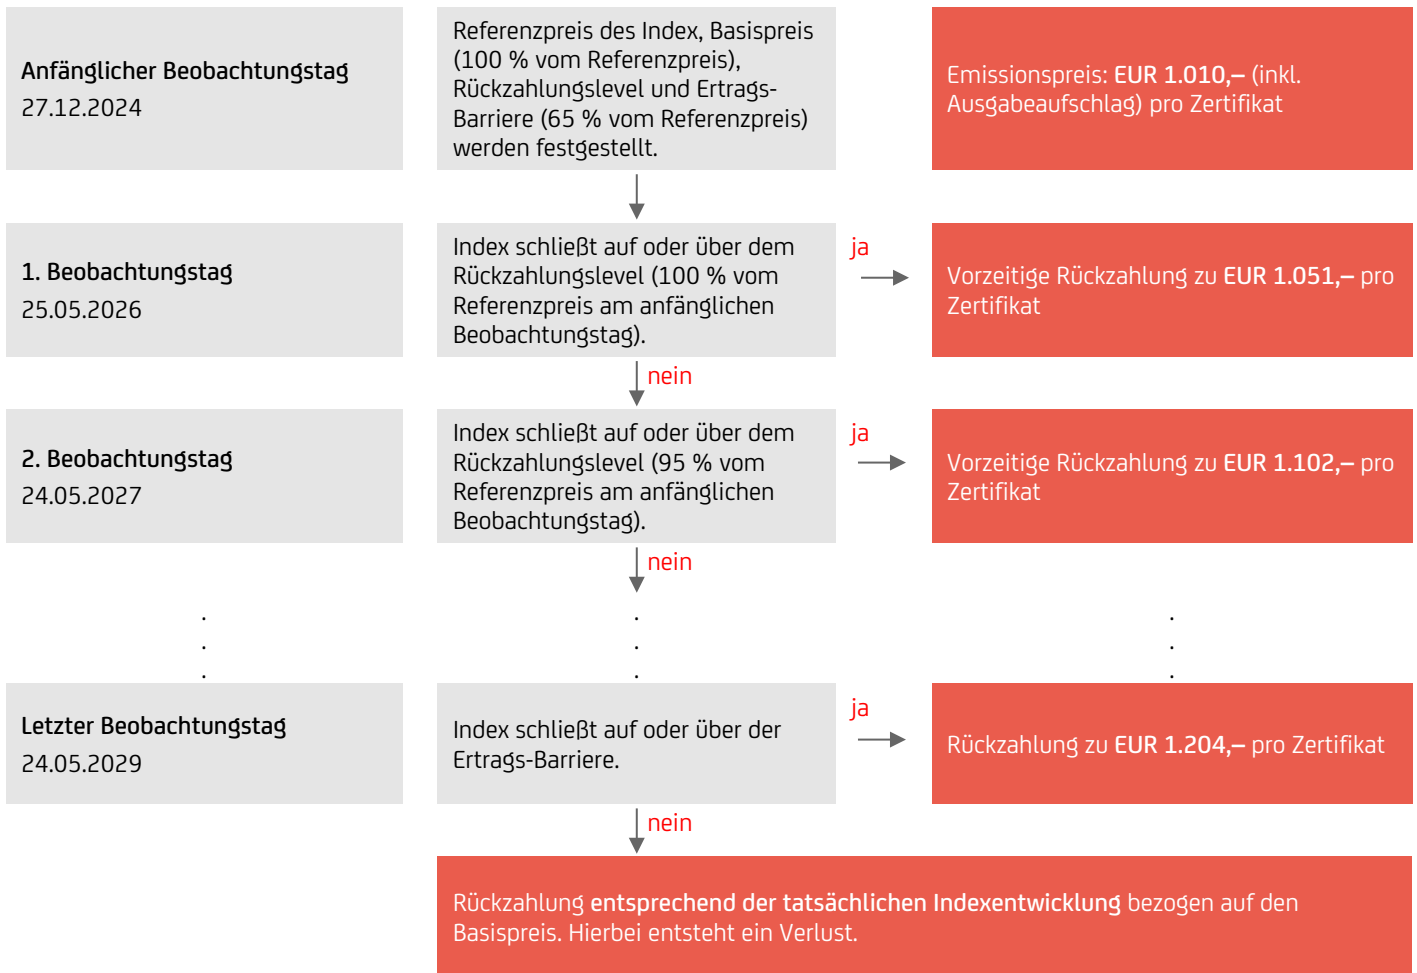 Anfänglicher Beobachtungstag
27.12.2024
Referenzpreis des Index, Basispreis
(100 % vom Referenzpreis),
Rückzahlungslevel und Ertrags-
Barriere (65 % vom Referenzpreis)
werden festgestellt.
Emissionspreis: EUR 1.010,– (inkl.
Ausgabeaufschlag) pro Zertifikat
1. Beobachtungstag
25.05.2026
Index schließt auf oder über dem
Rückzahlungslevel (100 % vom
Referenzpreis am anfänglichen
Beobachtungstag).
ja
Vorzeitige Rückzahlung zu EUR 1.051,– pro
Zertifikat
nein
2. Beobachtungstag
24.05.2027
Index schließt auf oder über dem
Rückzahlungslevel (95 % vom
Referenzpreis am anfänglichen
Beobachtungstag).
ja
Vorzeitige Rückzahlung zu EUR 1.102,– pro
Zertifikat
nein
. . .
. . .
. . .
Letzter Beobachtungstag
24.05.2029
Index schließt auf oder über der
Ertrags-Barriere.
ja
Rückzahlung zu EUR 1.204,– pro Zertifikat
nein
Rückzahlung entsprechend der tatsächlichen Indexentwicklung bezogen auf den
Basispreis. Hierbei entsteht ein Verlust.